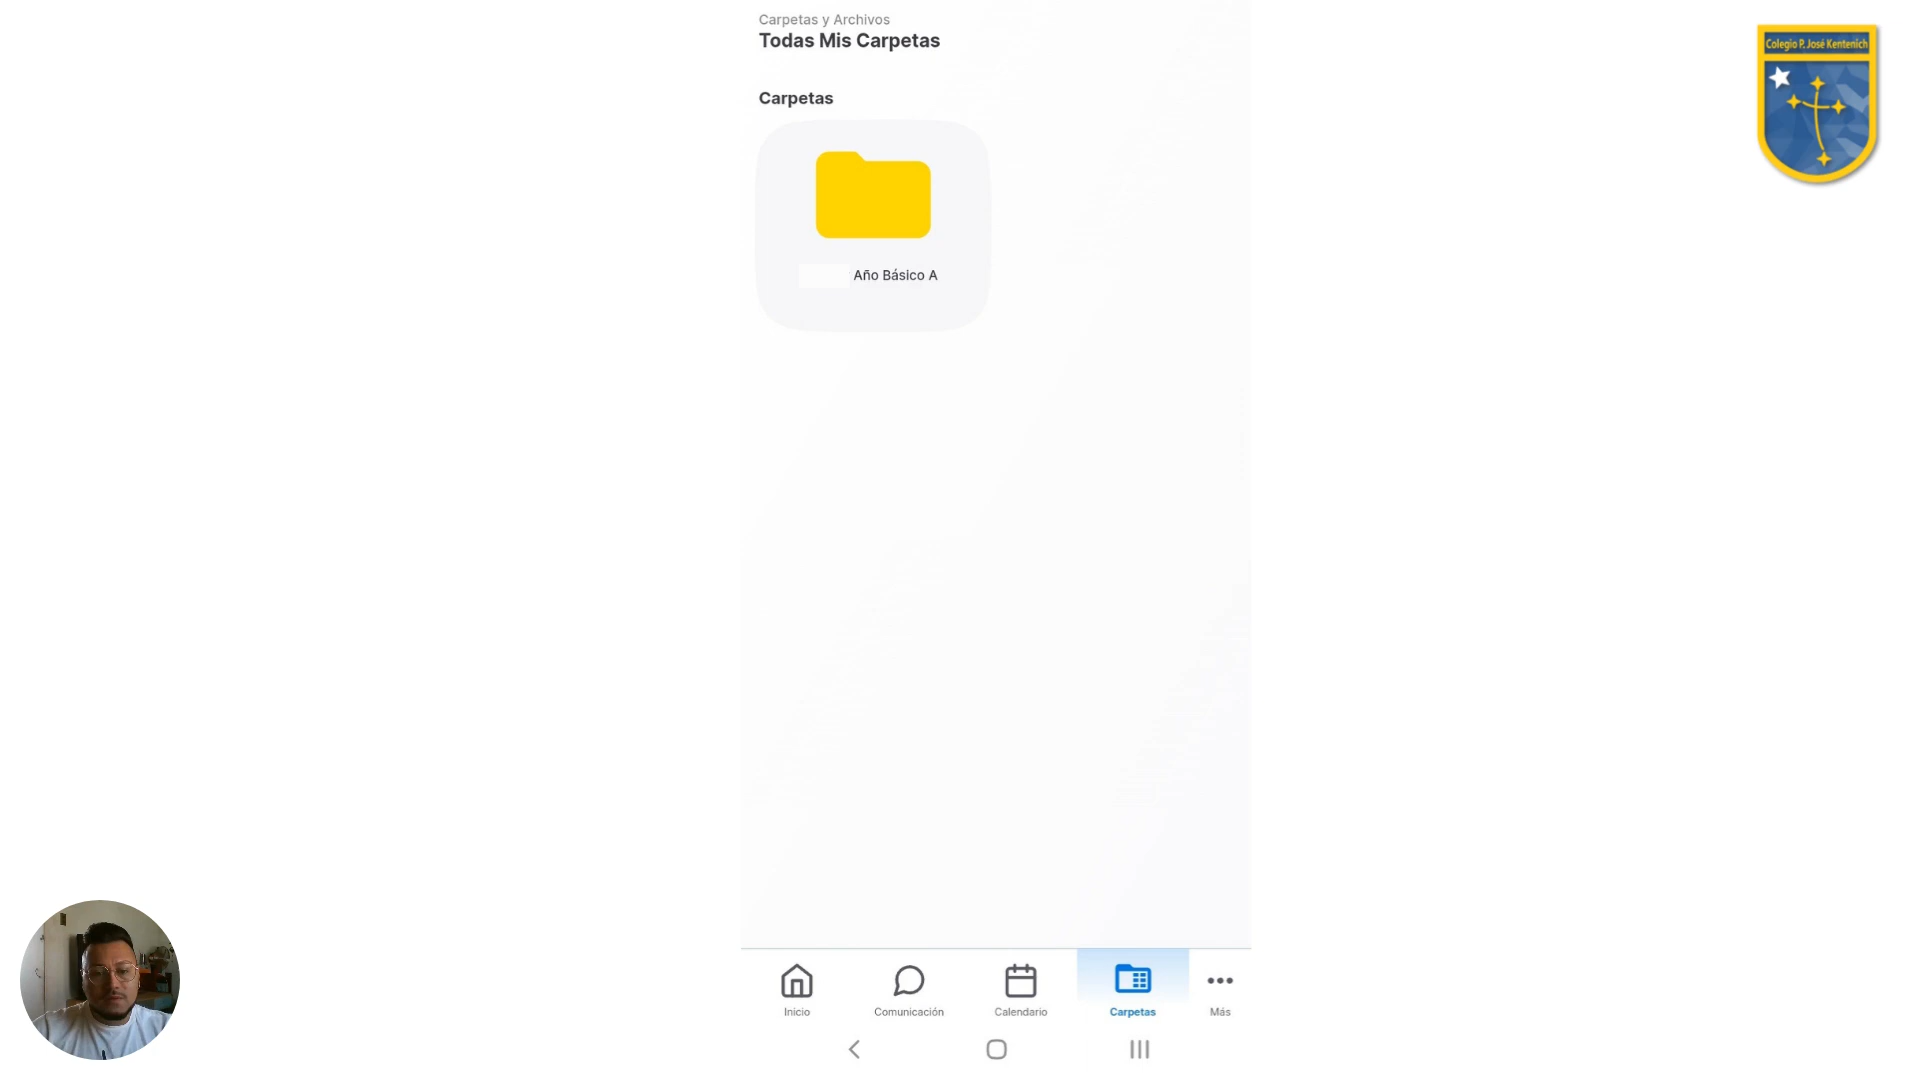 Carpetas y Archivos
Todas Mis Carpetas
Colegio P. José Kentenich
Carpetas
Año Básico A
Inicio
Comunicación
Calendario
Carpetas
Más